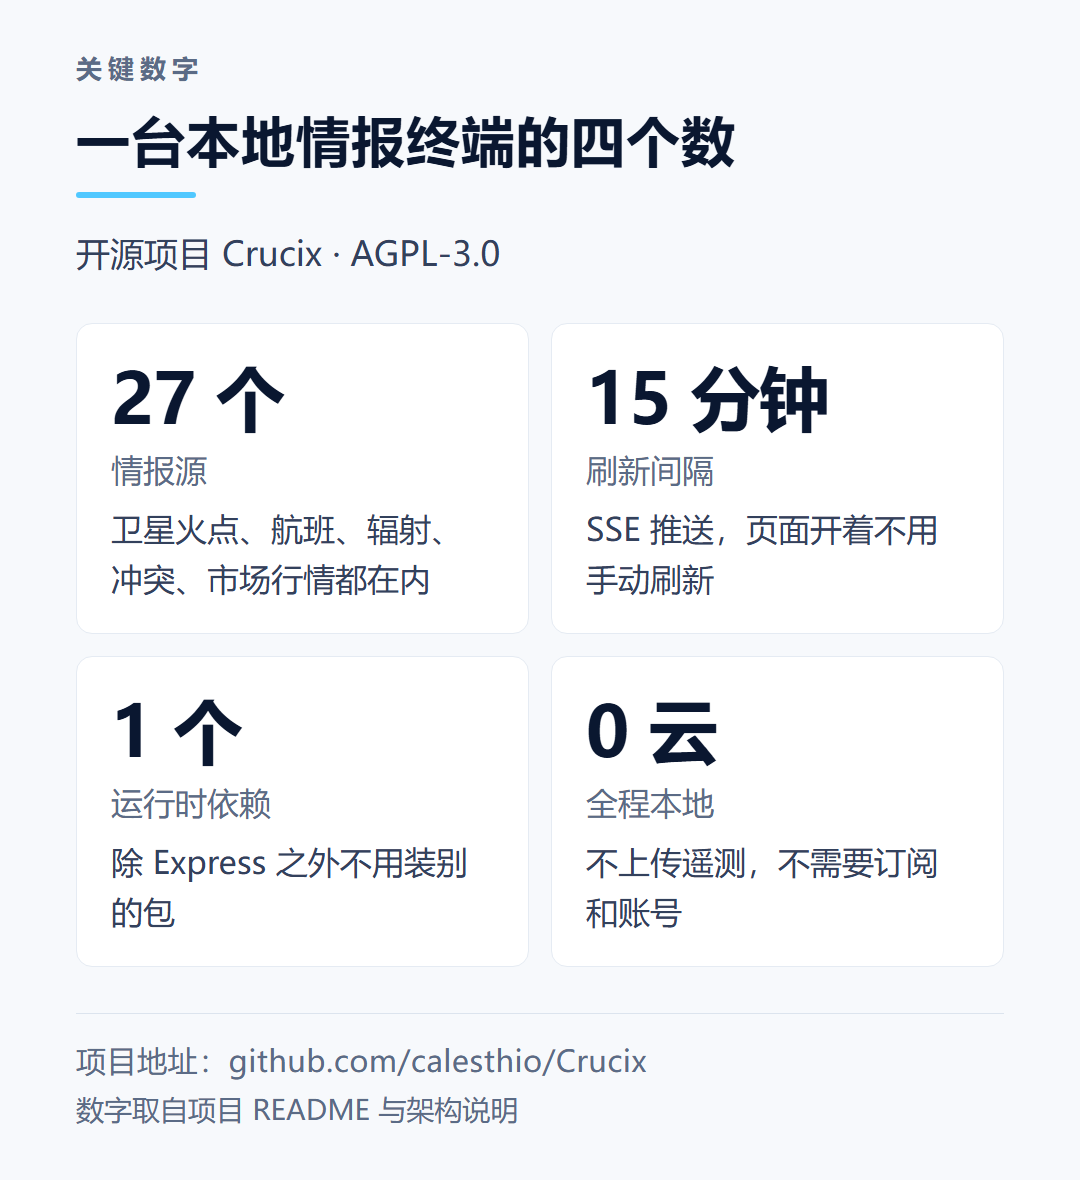 关键数字
一台本地情报终端的四个数
开源项目 Crucix · AGPL-3.0
27 个
情报源
卫星火点、航班、辐射、
冲突、市场行情都在内
15 分钟
刷新间隔
SSE 推送，页面开着不用
手动刷新
1 个
运行时依赖
除 Express 之外不用装别
的包
0 云
全程本地
不上传遥测，不需要订阅
和账号
项目地址：github.com/calesthio/Crucix
数字取自项目 README 与架构说明